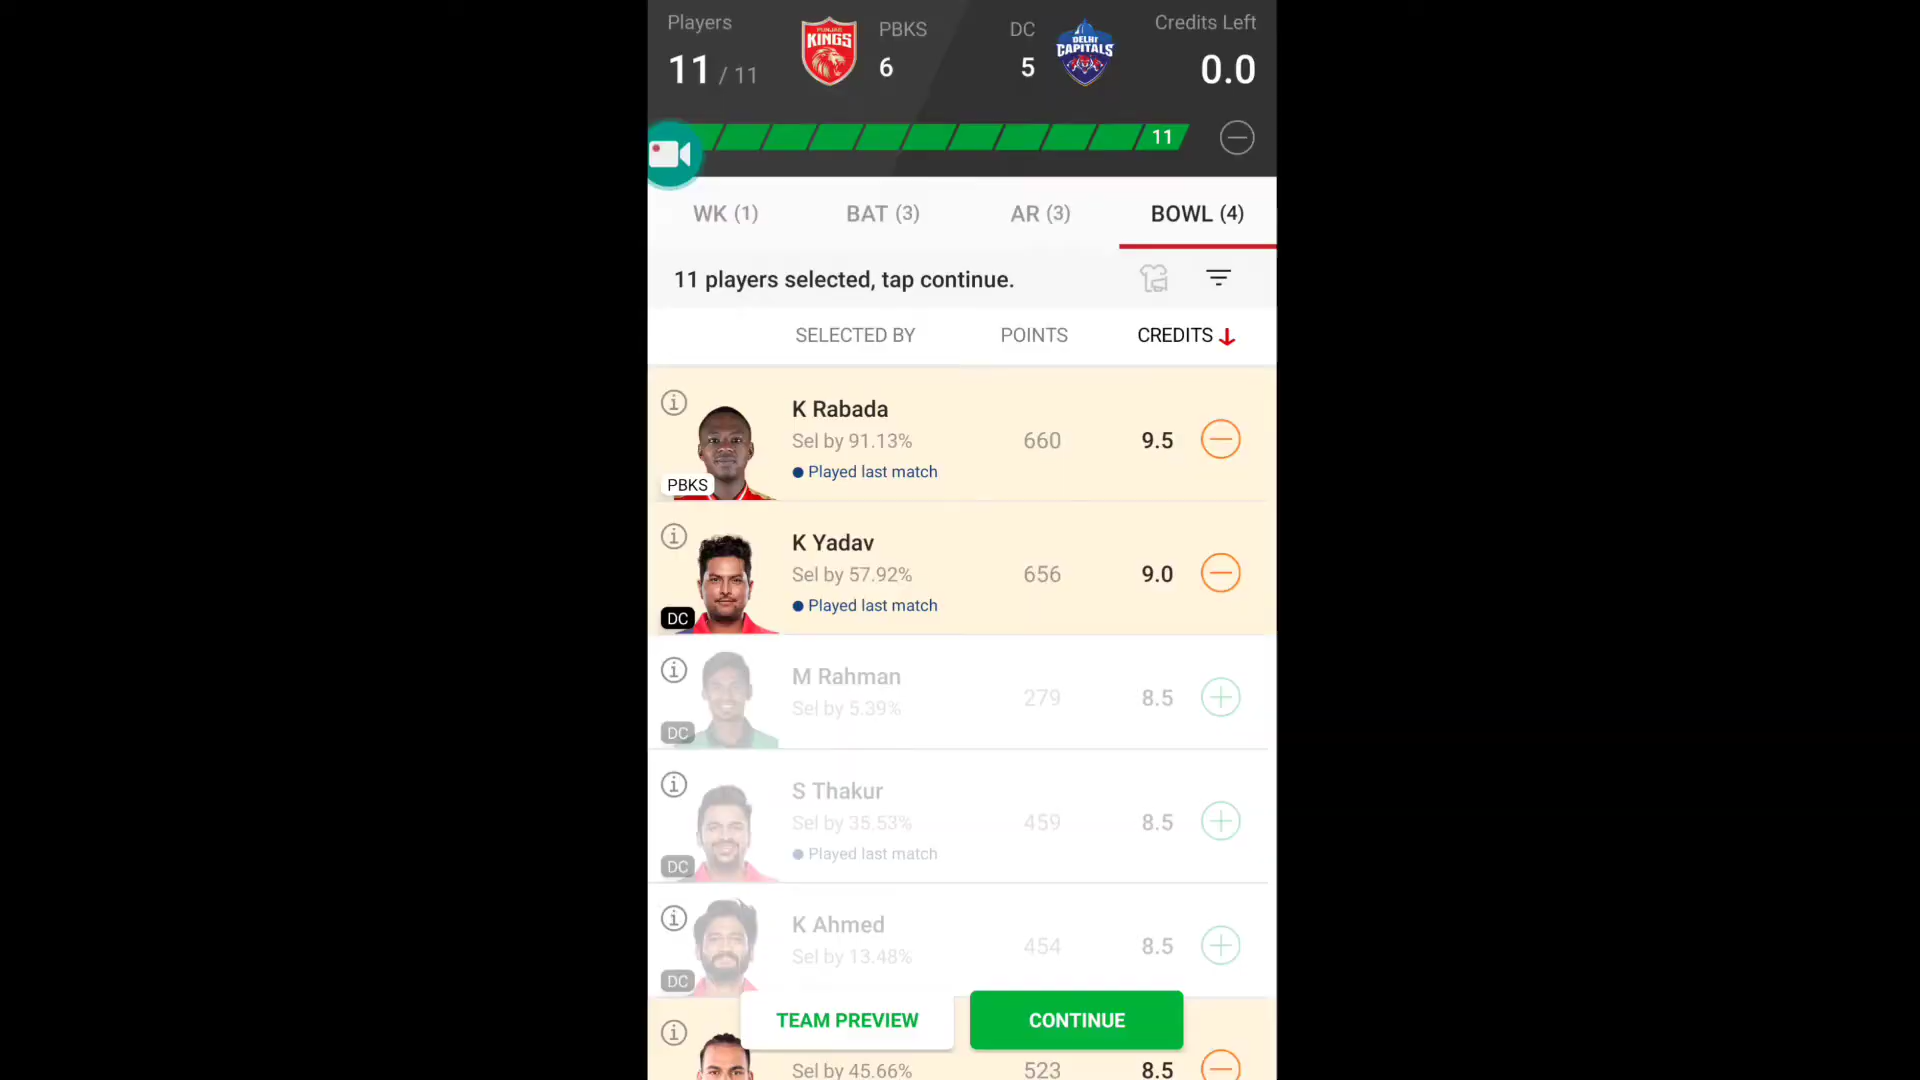 Players
PBKS
DC
Credits Left
11 / 11
PUNJAB
KINGS
6
5
DELHI
CAPITALS
0.0
11
WK (1)
BAT (3)
AR (3)
BOWL (4)
11 players selected, tap continue.
SELECTED BY
POINTS
CREDITS
K Rabada
Sel by 91.13%
660
9.5
Played last match
PBKS
K Yadav
Sel by 57.92%
656
9.0
Played last match
DC
M Rahman
Sel by 5.39%
279
8.5
DC
S Thakur
Sel by 35.53%
459
8.5
Played last match
DC
K Ahmed
Sel by 13.48%
454
8.5
DC
TEAM PREVIEW
CONTINUE
Sel by 45.66%
523
8.5